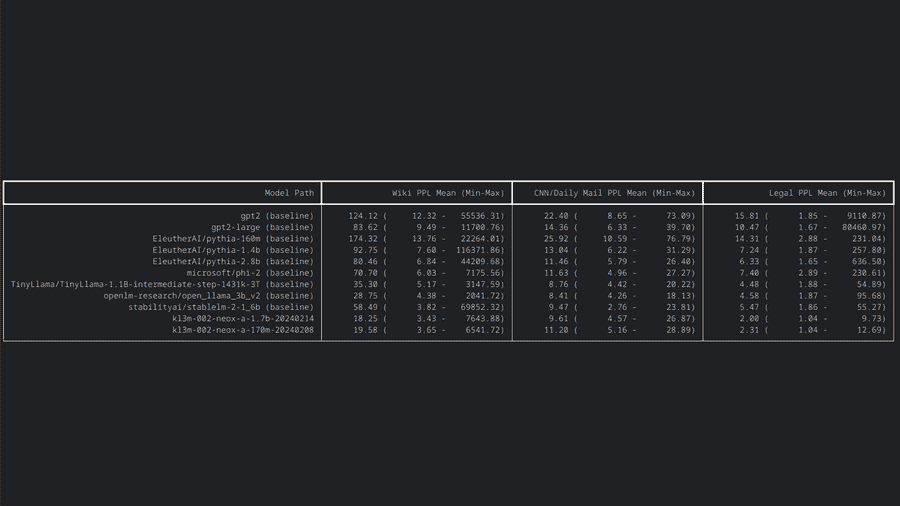 Model Path Wiki PPL Mean (Min-Max) CNN/Daily Mail PPL Mean (Min-Max) Legal PPL Mean (Min-Max)
gpt2 (baseline) 124.12 ( 12.32 - 55536.31) 22.40 ( 8.65 - 73.09) 15.81 ( 1.85 - 9110.87)
gpt2-large (baseline) 83.62 ( 9.49 - 11700.76) 14.36 ( 6.33 - 39.70) 10.47 ( 1.67 - 80460.97)
EleutherAI/pythia-160m (baseline) 174.32 ( 13.76 - 22264.01) 25.92 ( 10.59 - 76.79) 14.31 ( 2.88 - 231.04)
EleutherAI/pythia-1.4b (baseline) 92.75 ( 7.60 - 116371.86) 13.04 ( 6.22 - 31.29) 7.24 ( 1.87 - 257.80)
EleutherAI/pythia-2.8b (baseline) 80.46 ( 6.84 - 44209.68) 11.46 ( 5.79 - 26.40) 6.33 ( 1.65 - 636.50)
microsoft/phi-2 (baseline) 70.70 ( 6.03 - 7175.56) 11.63 ( 4.96 - 27.27) 7.40 ( 2.89 - 230.61)
TinyLlama/TinyLlama-1.1B-intermediate-step-1431k-3T (baseline) 35.30 ( 5.17 - 3147.59) 8.76 ( 4.42 - 20.22) 4.48 ( 1.88 - 54.89)
openlm-research/open_llama_3b_v2 (baseline) 28.75 ( 4.38 - 2041.72) 8.41 ( 4.26 - 18.13) 4.58 ( 1.87 - 95.68)
stabilityai/stablelm-2-1_6b (baseline) 58.49 ( 3.82 - 69852.32) 9.47 ( 2.76 - 23.81) 5.47 ( 1.86 - 55.27)
kl3m-002-neox-a-1.7b-20240214 18.25 ( 3.43 - 7643.88) 9.61 ( 4.57 - 26.87) 2.00 ( 1.04 - 9.73)
kl3m-002-neox-a-170m-20240208 19.58 ( 3.65 - 6541.72) 11.20 ( 5.16 - 28.89) 2.31 ( 1.04 - 12.69)